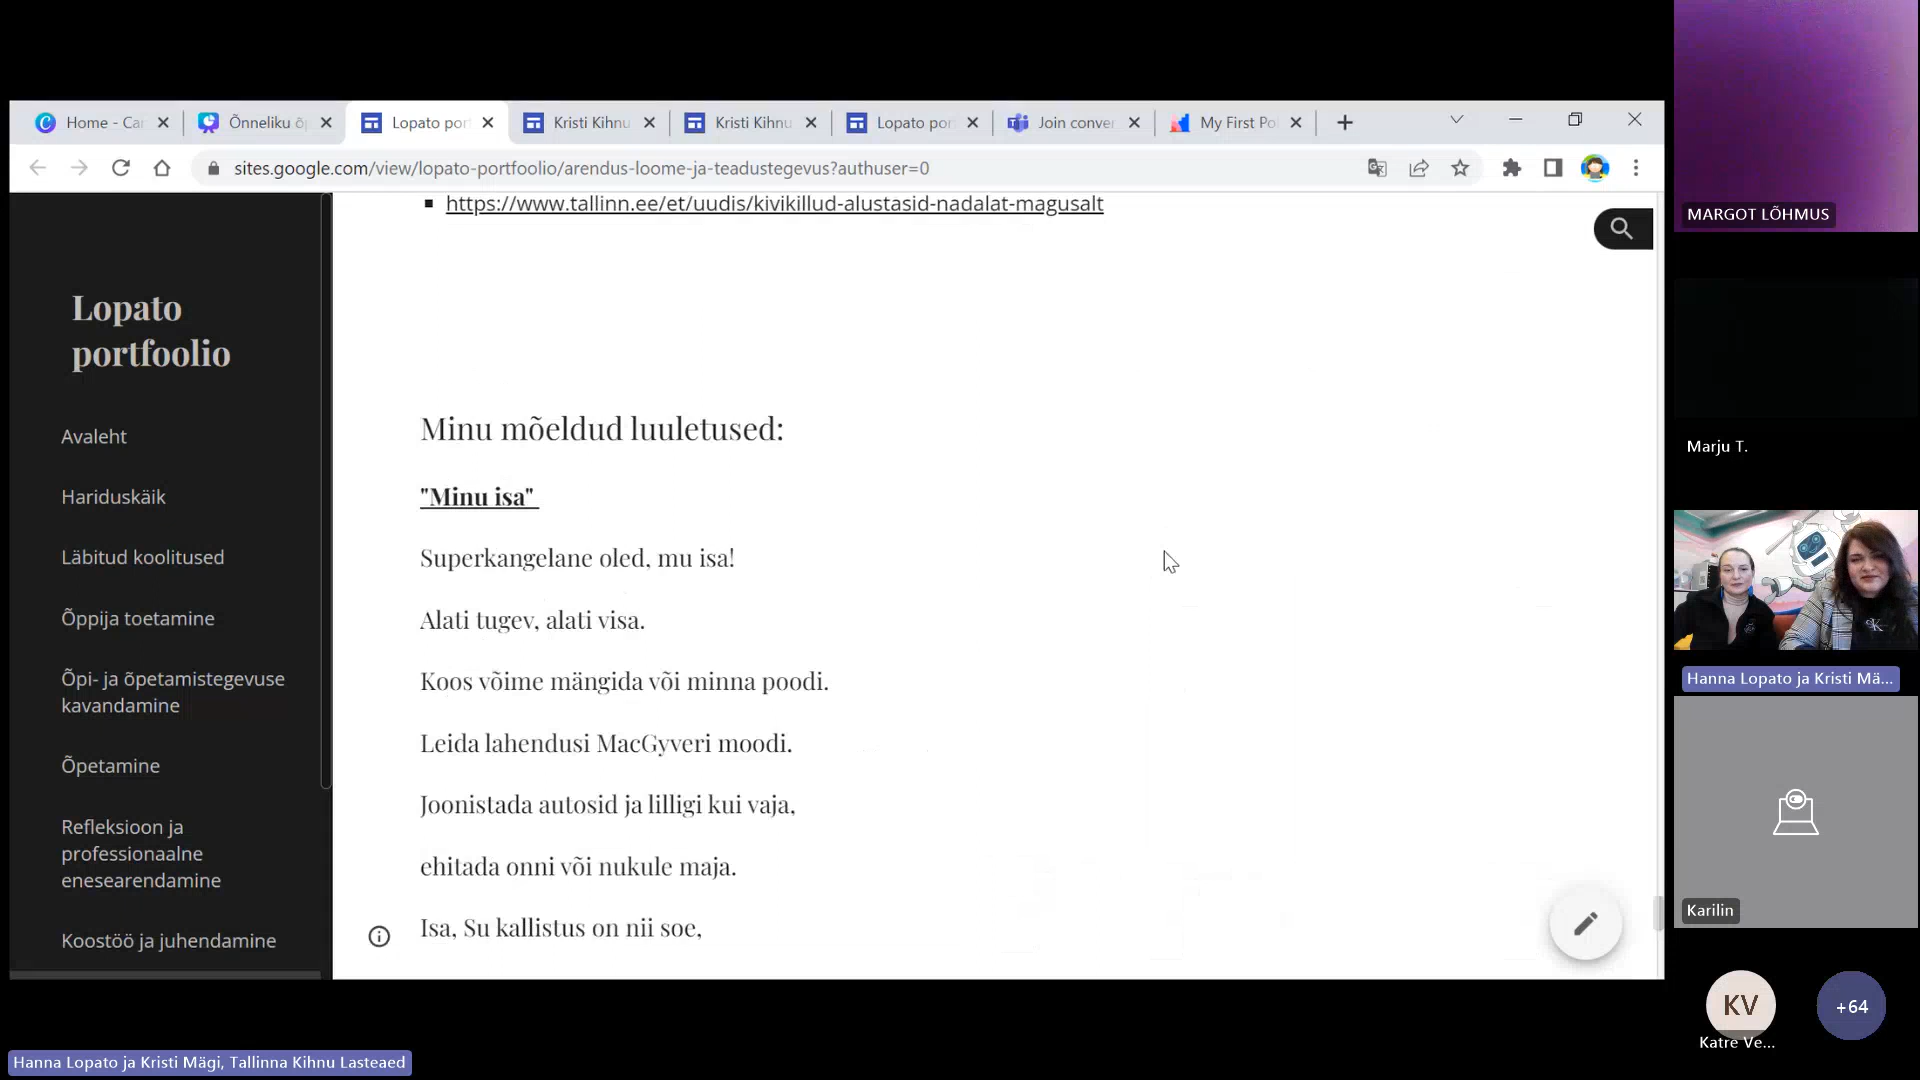 Home - Ca
Õnneliku õ
Lopato por
Kristi Kihnu
Kristi Kihnu
Lopato por
Join conver
My First Po
sites.google.com/view/lopato-portfoolio/arendus-loome-ja-teadustegevus?authuser=0
https://www.tallinn.ee/et/uudis/kivikillud-alustasid-nadalat-magusalt
Lopato
portfoolio
Avaleht
Hariduskäik
Läbitud koolitused
Õppija toetamine
Õpi- ja õpetamistegevuse
kavandamine
Õpetamine
Refleksioon ja
professionaalne
enesearendamine
Koostöö ja juhendamine
Minu mõeldud luuletused:
"Minu isa"
Superkangelane oled, mu isa!
Alati tugev, alati visa.
Koos võime mängida või minna poodi.
Leida lahendusi MacGyveri moodi.
Joonistada autosid ja lilligi kui vaja,
ehitada onni või nukule maja.
Isa, Su kallistus on nii soe,
MARGOT LÕHMUS
Marju T.
Hanna Lopato ja Kristi Mä...
Karilin
KV
Katre Ve...
+64
Hanna Lopato ja Kristi Mägi, Tallinna Kihnu Lasteaed